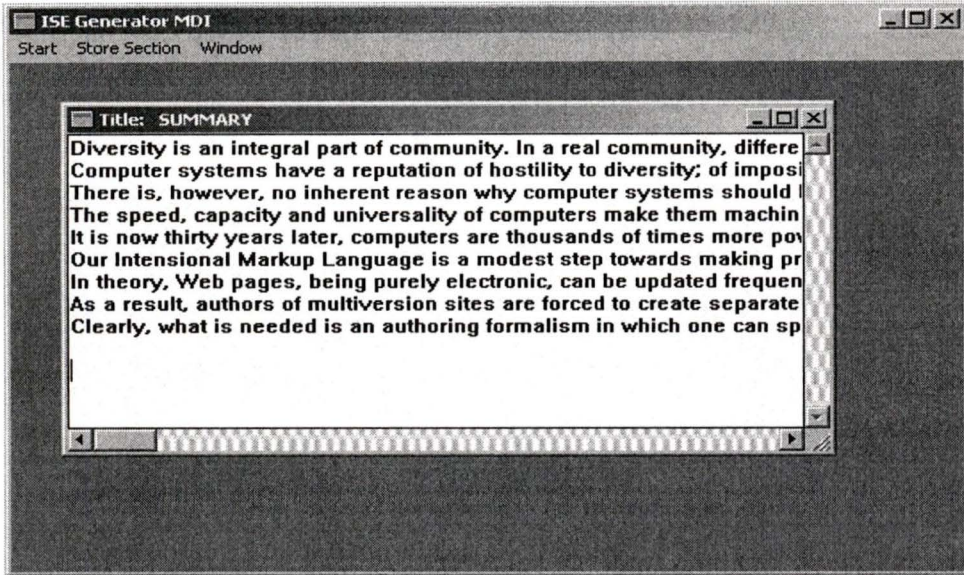 ISE Generator MDI
Start Store Section Window
Title: SUMMARY
Diversity is an integral part of community. In a real community, differe
Computer systems have a reputation of hostility to diversity; of imposi
There is, however, no inherent reason why computer systems should
The speed, capacity and universality of computers make them machin
It is now thirty years later, computers are thousands of times more pov
Our Intensional Markup Language is a modest step towards making pr
In theory, Web pages, being purely electronic, can be updated frequen
As a result, authors of multiversion sites are forced to create separate
Clearly, what is needed is an authoring formalism in which one can sp